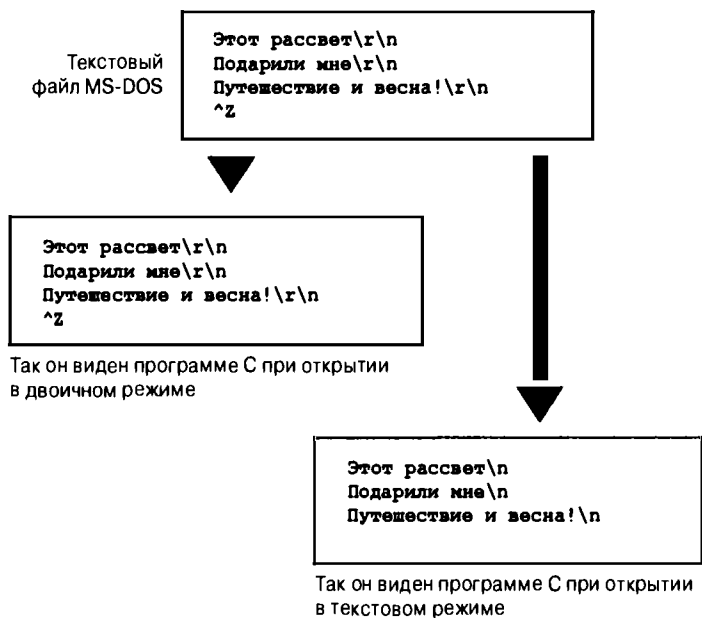 Текстовый
файл MS-DOS
Этот рассвет\r\n
Подарили мне\r\n
Путешествие и весна!\r\n
^Z
Этот рассвет\r\n
Подарили мне\r\n
Путешествие и весна!\r\n
^Z
Так он виден программе C при открытии
в двоичном режиме
Этот рассвет\n
Подарили мне\n
Путешествие и весна!\n
Так он виден программе C при открытии
в текстовом режиме